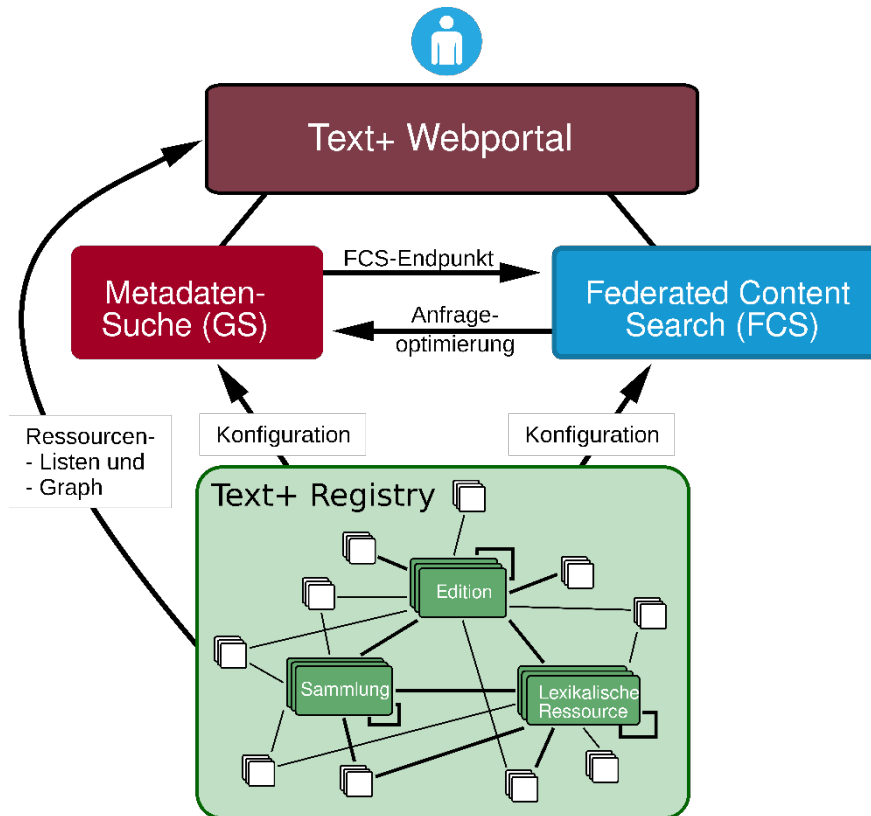 Text+ Webportal
FCS-Endpunkt
Metadaten-
Suche (GS)
Federated Content
Search (FCS)
Anfrage-
optimierung
Ressourcen-
- Listen und
- Graph
Konfiguration
Konfiguration
Text+ Registry
Edition
Sammlung
Lexikalische
Ressource